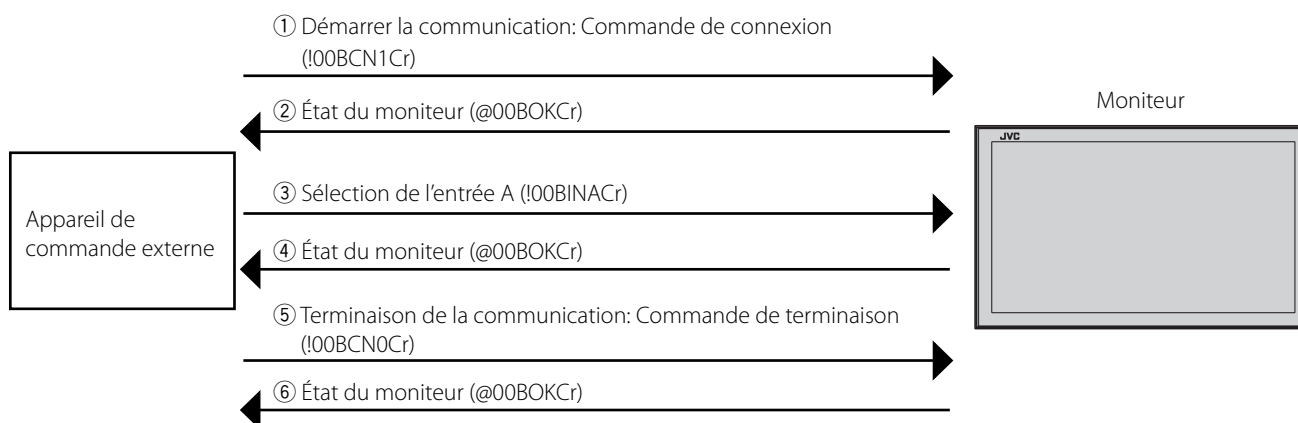 ① Démarrer la communication: Commande de connexion
(!00BCN1Cr)
② État du moniteur (@00BOKCr)
Moniteur
JVC
Appareil de
commande externe
③ Sélection de l’entrée A (!00BINACr)
④ État du moniteur (@00BOKCr)
⑤ Terminaison de la communication: Commande de terminaison
(!00BCN0Cr)
⑥ État du moniteur (@00BOKCr)